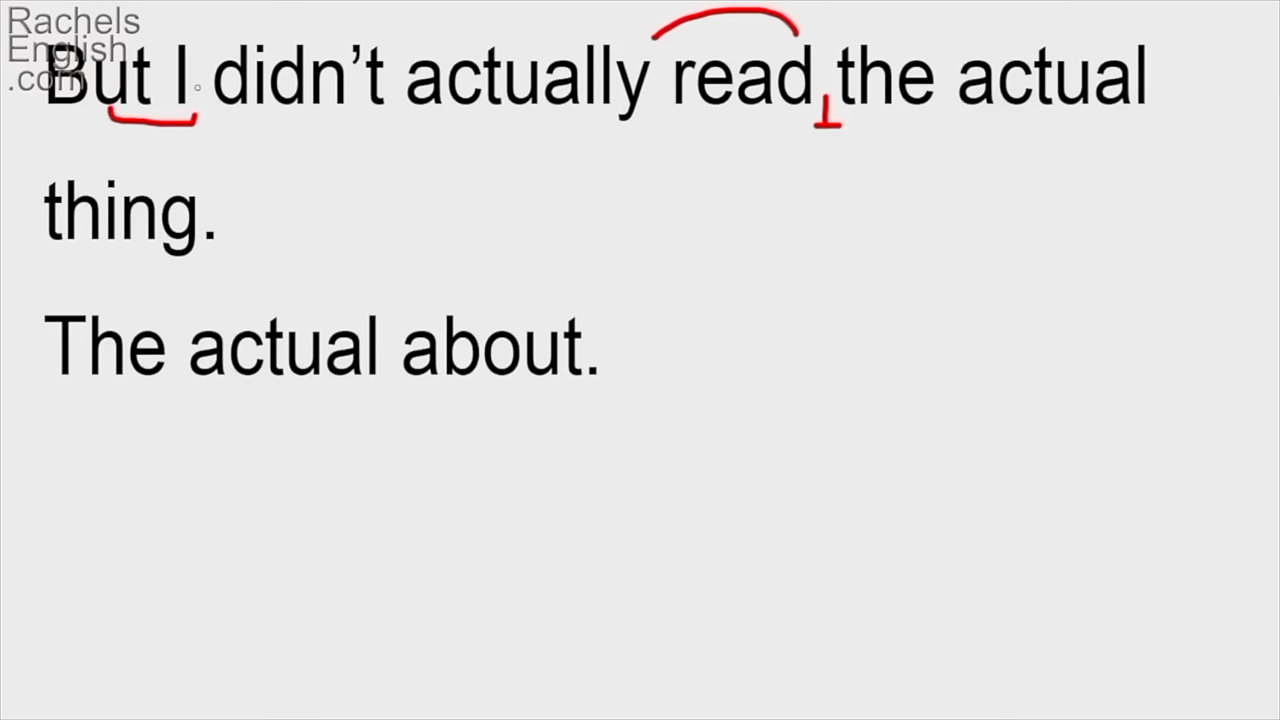 Rachels
English
.com
But I didn't actually read the actual
thing.
The actual about.